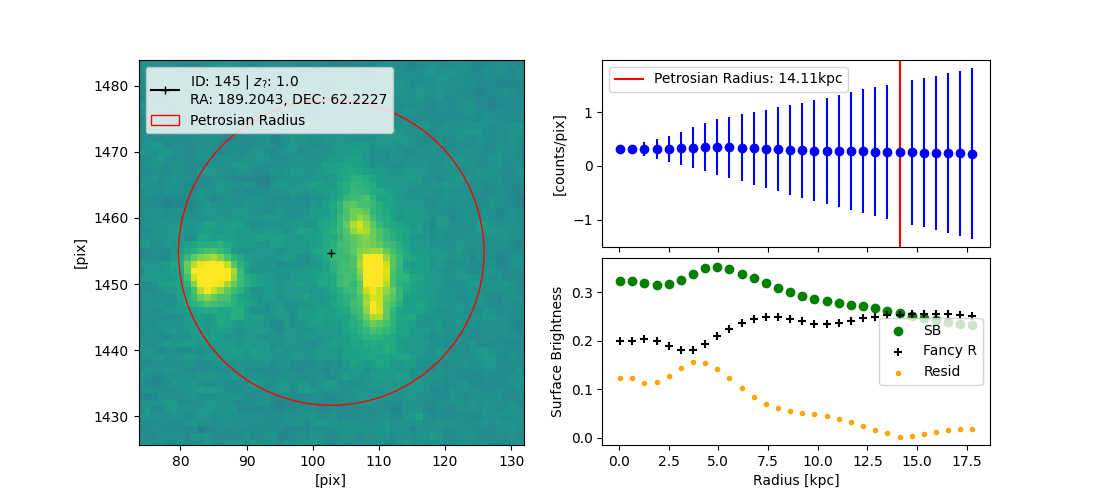 ID: 145 | z?: 1.0
RA: 189.2043, DEC: 62.2227
Petrosian Radius
1480
1470
1460
1450
1440
1430
[pix]
80
90
100
110
120
130
[pix]
Petrosian Radius: 14.11kpc
1
0
−1
[counts/pix]
0.3
0.2
0.1
0.0
Surface Brightness
SB
Fancy R
Resid
0.0
2.5
5.0
7.5
10.0
12.5
15.0
17.5
Radius [kpc]